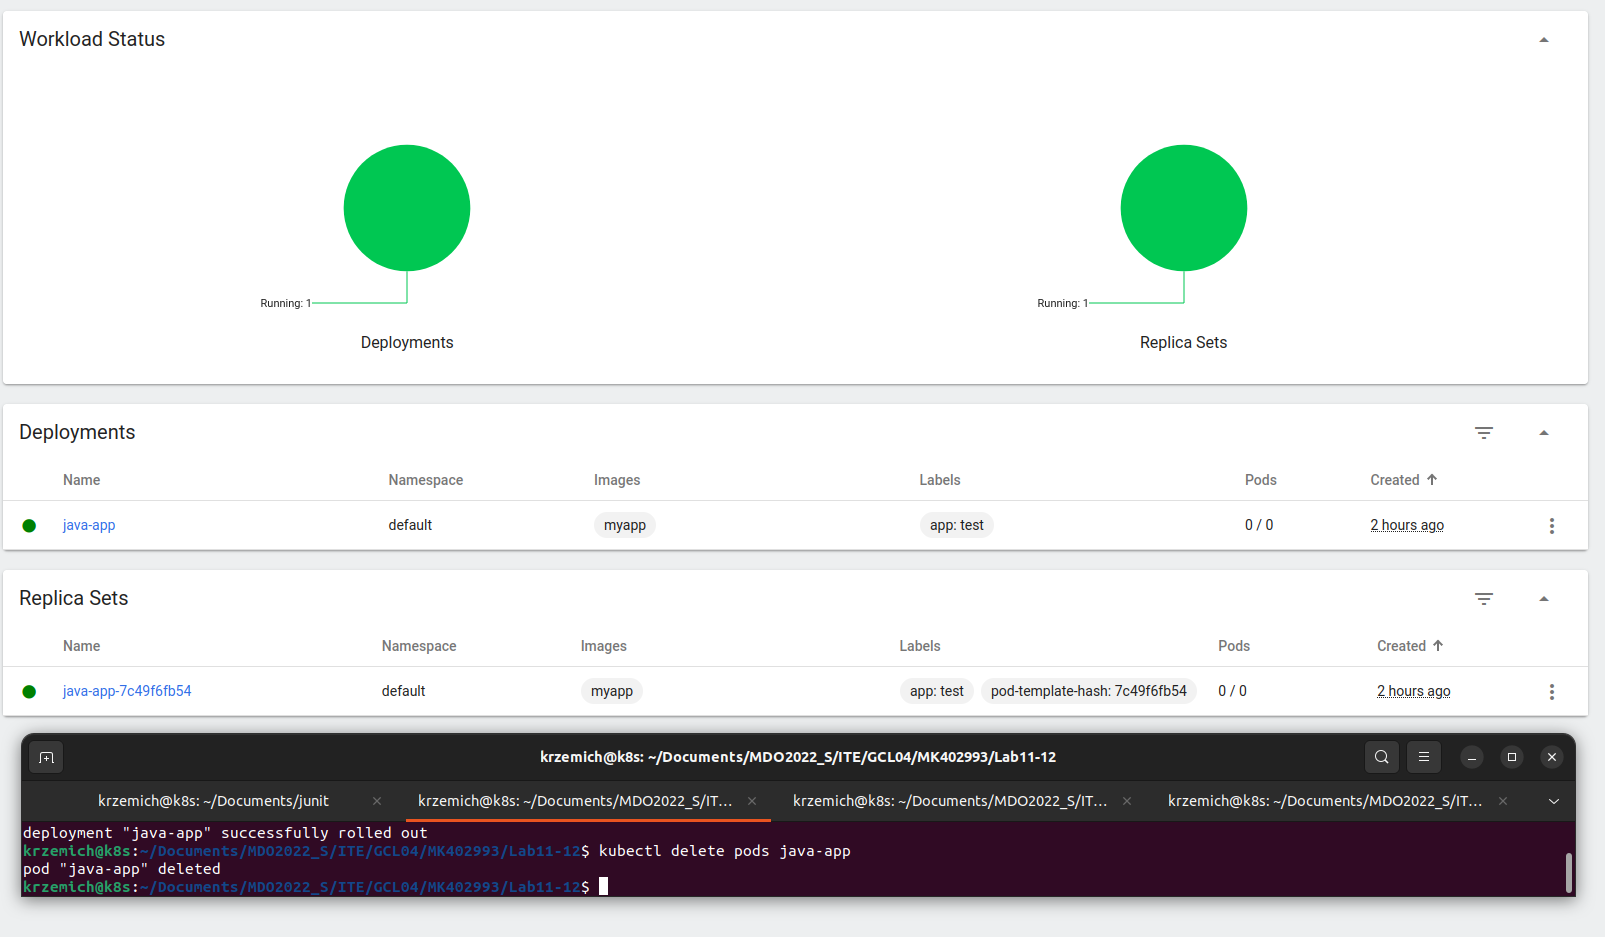 Workload Status
Running: 1
Running: 1
Deployments
Replica Sets
Deployments
Name Namespace Images Labels Pods Created
java-app default myapp app: test 0 / 0 2 hours ago
Replica Sets
Name Namespace Images Labels Pods Created
java-app-7c49f6fb54 default myapp app: test pod-template-hash: 7c49f6fb54 0 / 0 2 hours ago
krzemich@k8s: ~/Documents/MDO2022_S/ITE/GCL04/MK402993/Lab11-12
krzemich@k8s: ~/Documents/junit krzemich@k8s: ~/Documents/MDO2022_S/IT... krzemich@k8s: ~/Documents/MDO2022_S/IT... krzemich@k8s: ~/Documents/MDO2022_S/IT...
deployment "java-app" successfully rolled out
krzemich@k8s:~/Documents/MDO2022_S/ITE/GCL04/MK402993/Lab11-12$ kubectl delete pods java-app
pod "java-app" deleted
krzemich@k8s:~/Documents/MDO2022_S/ITE/GCL04/MK402993/Lab11-12$